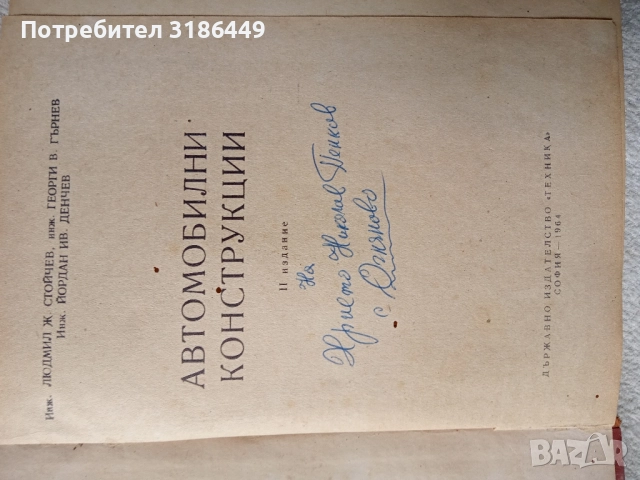 Потребител 3186449
Инж. ЛЮДМИЛ Ж. СТОЙЧЕВ, инж. ГЕОРГИ В. ГЪРНЕВ
Инж. ЙОРДАН ИВ. ДЕНЧЕВ
АВТОМОБИЛНИ
КОНСТРУКЦИИ
II издание
На
Христо Николов Пенков
с Огняново
ДЪРЖАВНО ИЗДАТЕЛСТВО «ТЕХНИКА»
СОФИЯ — 1964
BAZAR